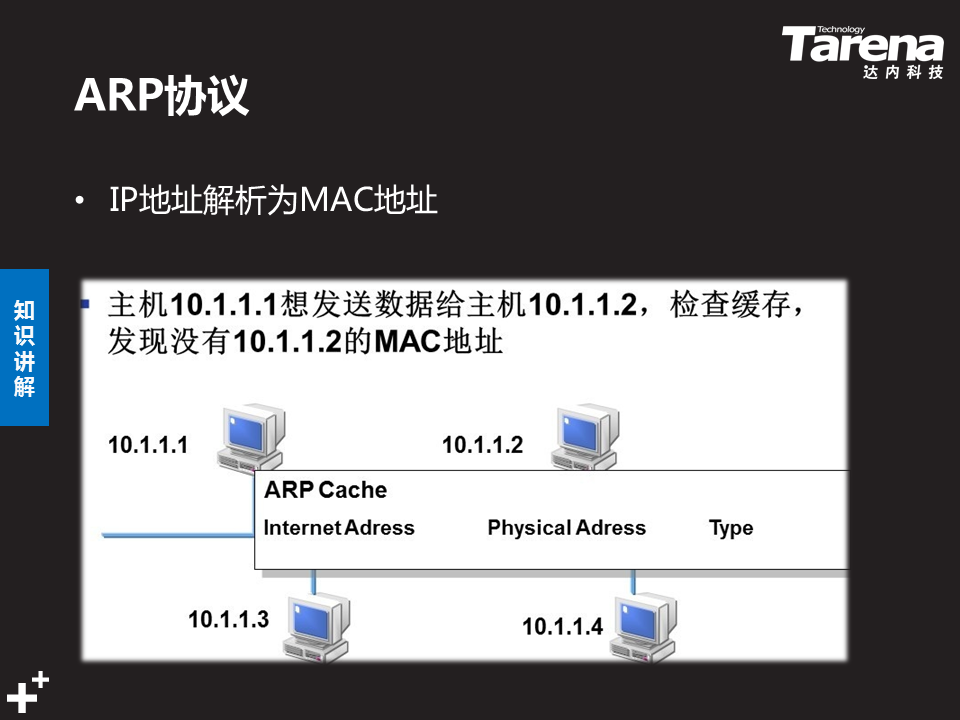 Technology
Tarena
达内科技
ARP协议
• IP地址解析为MAC地址
知识讲解
主机10.1.1.1想发送数据给主机10.1.1.2，检查缓存，
发现没有10.1.1.2的MAC地址
10.1.1.1
10.1.1.2
ARP Cache
Internet Adress Physical Adress Type
10.1.1.3
10.1.1.4